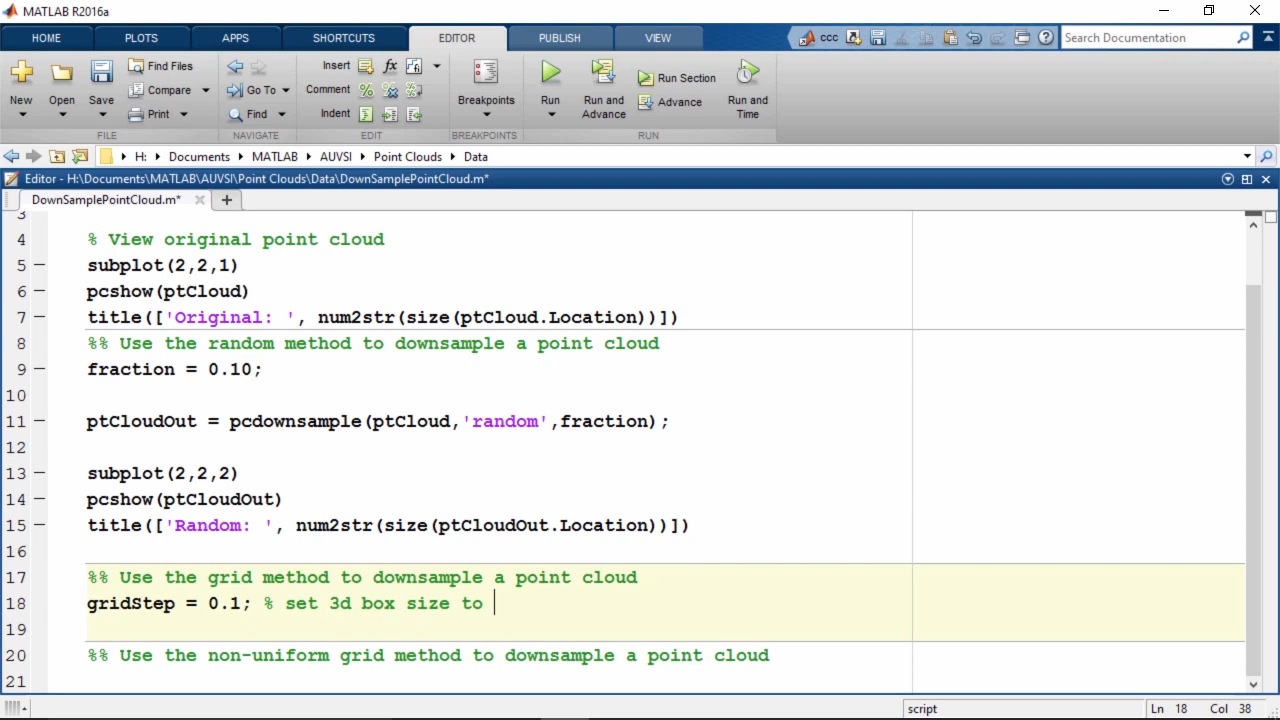 MATLAB R2016a
HOME PLOTS APPS SHORTCUTS EDITOR PUBLISH VIEW ccc Search Documentation
New Open Save Find Files Compare Print Go To Find Insert fx Comment % Indent Breakpoints Run Run and Advance Run Section Advance Run and Time
FILE NAVIGATE EDIT BREAKPOINTS RUN
H: Documents MATLAB AUVSI Point Clouds Data
Editor - H:\Documents\MATLAB\AUVSI\Point Clouds\Data\DownSamplePointCloud.m*
DownSamplePointCloud.m* +
3
4 % View original point cloud
5 – subplot(2,2,1)
6 – pcshow(ptCloud)
7 – title(['Original: ', num2str(size(ptCloud.Location))])
8 %% Use the random method to downsample a point cloud
9 – fraction = 0.10;
10
11 – ptCloudOut = pcdownsample(ptCloud,'random',fraction);
12
13 – subplot(2,2,2)
14 – pcshow(ptCloudOut)
15 – title(['Random: ', num2str(size(ptCloudOut.Location))])
16
17 %% Use the grid method to downsample a point cloud
18 gridStep = 0.1; % set 3d box size to
19
20 %% Use the non-uniform grid method to downsample a point cloud
21
script Ln 18 Col 38